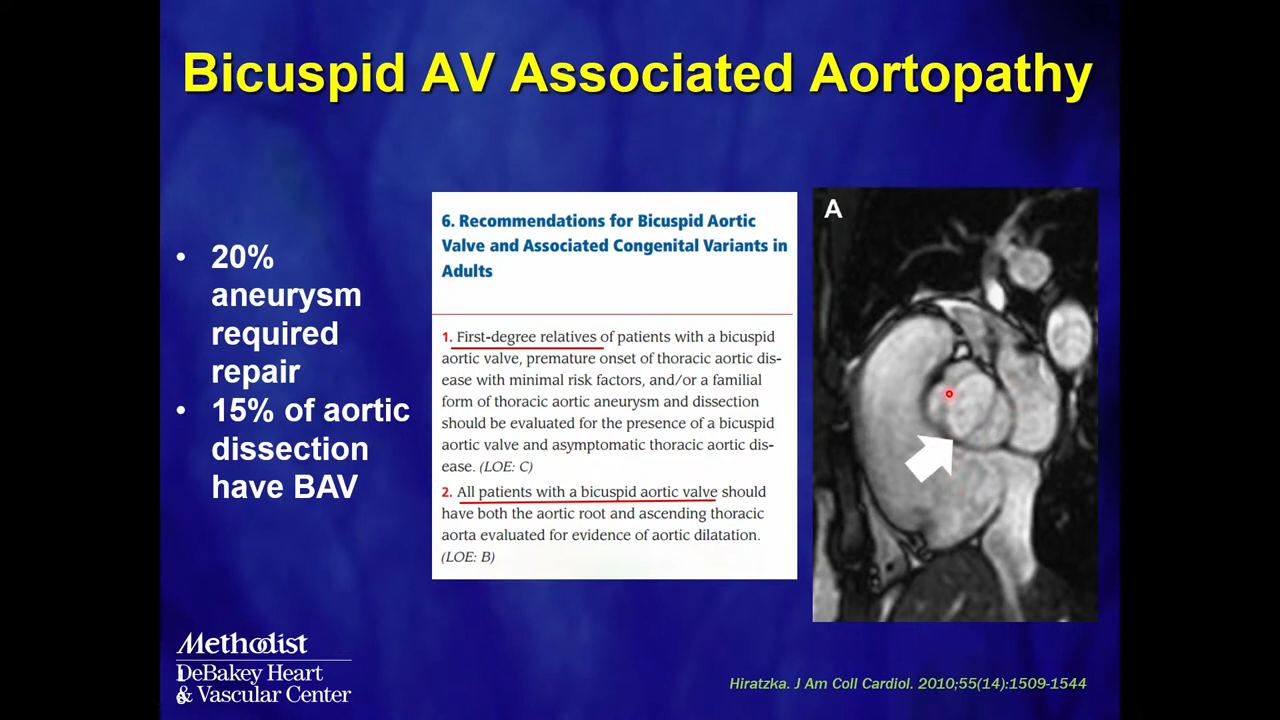 Bicuspid AV Associated Aortopathy
• 20%
aneurysm
required
repair
• 15% of aortic
dissection
have BAV
6. Recommendations for Bicuspid Aortic
Valve and Associated Congenital Variants in
Adults
1. First-degree relatives of patients with a bicuspid
aortic valve, premature onset of thoracic aortic dis-
ease with minimal risk factors, and/or a familial
form of thoracic aortic aneurysm and dissection
should be evaluated for the presence of a bicuspid
aortic valve and asymptomatic thoracic aortic dis-
ease. (LOE: C)
2. All patients with a bicuspid aortic valve should
have both the aortic root and ascending thoracic
aorta evaluated for evidence of aortic dilatation.
(LOE: B)
A
Methodist
DeBakey Heart
& Vascular Center
Hiratzka. J Am Coll Cardiol. 2010;55(14):1509-1544